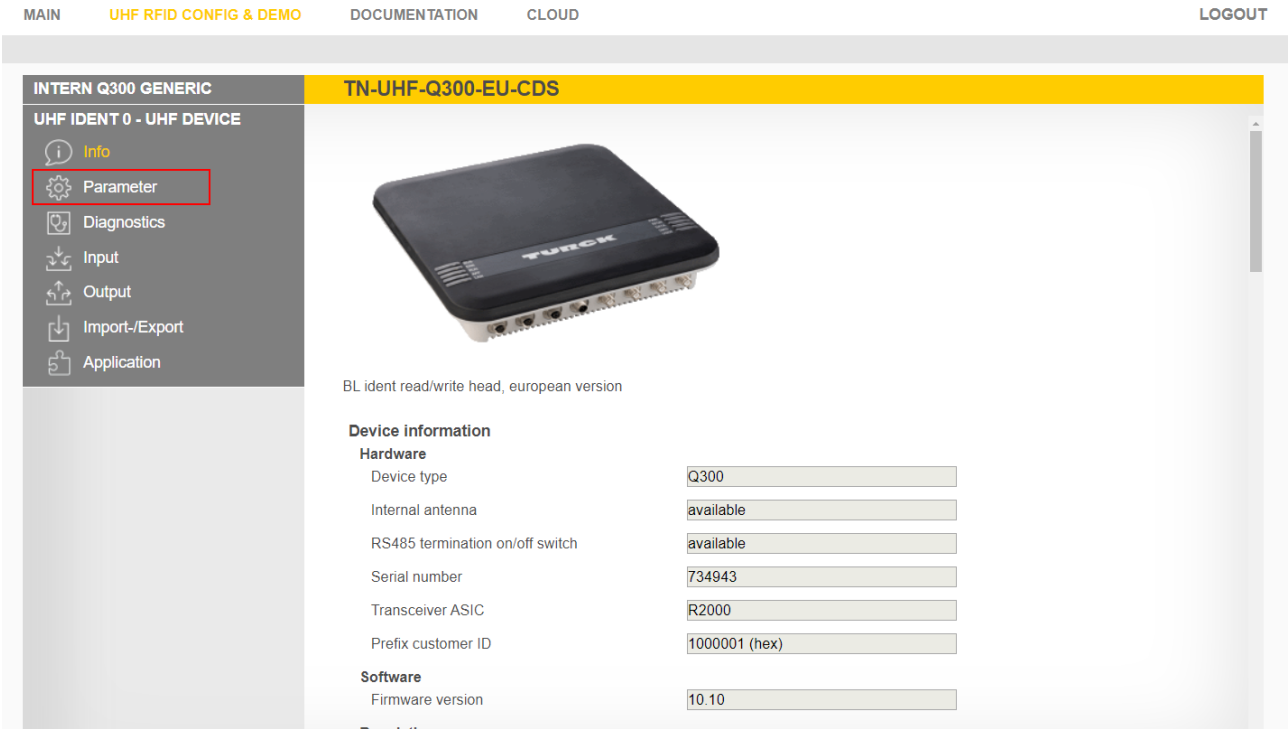 MAIN UHF RFID CONFIG & DEMO DOCUMENTATION CLOUD LOGOUT
INTERN Q300 GENERIC
TN-UHF-Q300-EU-CDS
UHF IDENT 0 - UHF DEVICE
Info
Parameter
Diagnostics
Input
Output
Import-/Export
Application
TURCK
BL ident read/write head, european version
Device information
Hardware
Device type Q300
Internal antenna available
RS485 termination on/off switch available
Serial number 734943
Transceiver ASIC R2000
Prefix customer ID 1000001 (hex)
Software
Firmware version 10.10